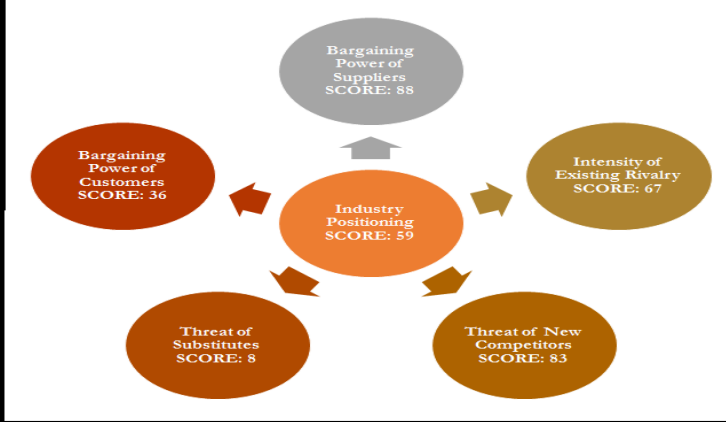 Bargaining
Power of
Suppliers
SCORE: 88
Bargaining
Power of
Customers
SCORE: 36
Intensity of
Existing Rivalry
SCORE: 67
Industry
Positioning
SCORE: 59
Threat of
Substitutes
SCORE: 8
Threat of New
Competitors
SCORE: 83